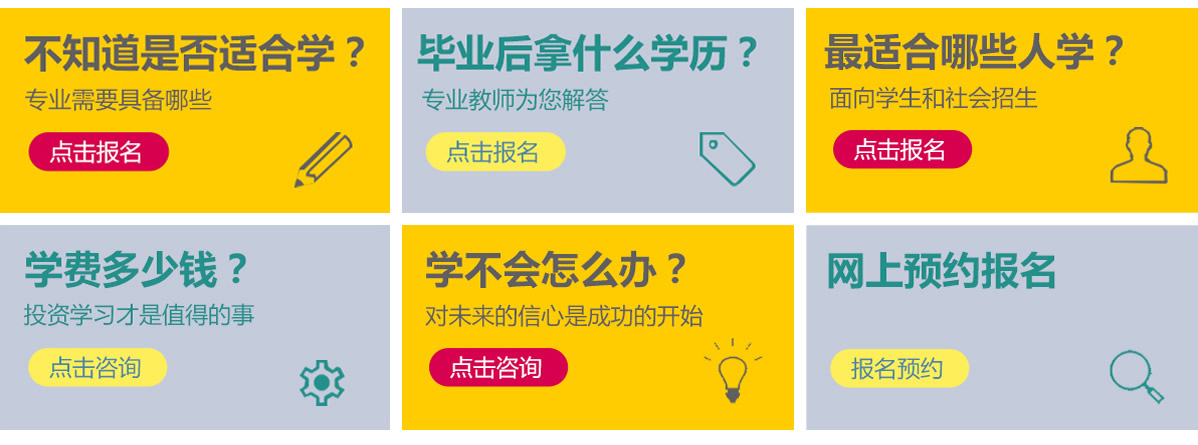 不知道是否适合学？
专业需要具备哪些
点击报名
毕业后拿什么学历？
专业教师为您解答
点击报名
最适合哪些人学？
面向学生和社会招生
点击报名
学费多少钱？
投资学习才是值得的事
点击咨询
学不会怎么办？
对未来的信心是成功的开始
点击咨询
网上预约报名
报名预约